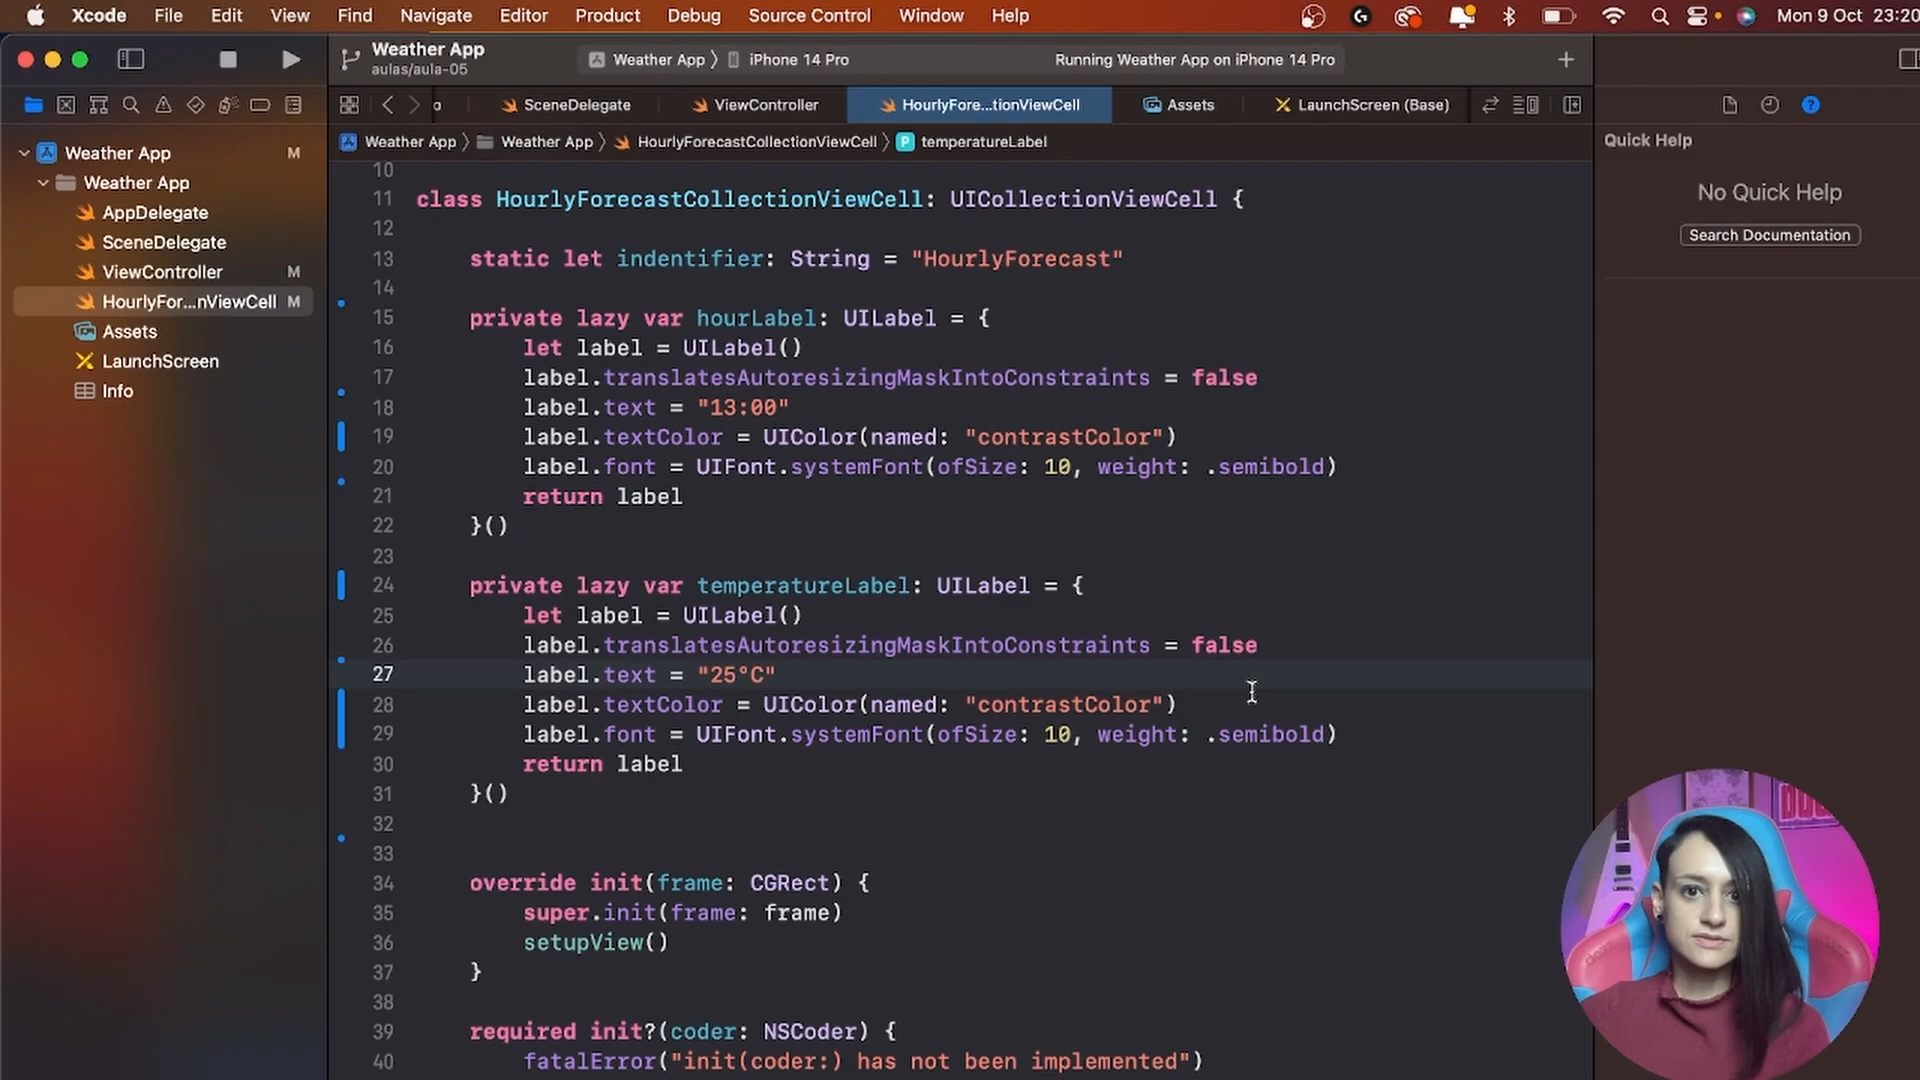 Xcode File Edit View Find Navigate Editor Product Debug Source Control Window Help Mon 9 Oct 23:20
Weather App
aulas/aula-05
Weather App iPhone 14 Pro Running Weather App on iPhone 14 Pro
o SceneDelegate ViewController HourlyFore...tionViewCell Assets LaunchScreen (Base)
Weather App Weather App HourlyForecastCollectionViewCell temperatureLabel
Weather App M
Weather App
AppDelegate
SceneDelegate
ViewController M
HourlyFor...nViewCell M
Assets
LaunchScreen
Info
10
11 class HourlyForecastCollectionViewCell: UICollectionViewCell {
12
13 static let indentifier: String = "HourlyForecast"
14
15 private lazy var hourLabel: UILabel = {
16 let label = UILabel()
17 label.translatesAutoresizingMaskIntoConstraints = false
18 label.text = "13:00"
19 label.textColor = UIColor(named: "contrastColor")
20 label.font = UIFont.systemFont(ofSize: 10, weight: .semibold)
21 return label
22 }()
23
24 private lazy var temperatureLabel: UILabel = {
25 let label = UILabel()
26 label.translatesAutoresizingMaskIntoConstraints = false
27 label.text = "25°C"
28 label.textColor = UIColor(named: "contrastColor")
29 label.font = UIFont.systemFont(ofSize: 10, weight: .semibold)
30 return label
31 }()
32
33
34 override init(frame: CGRect) {
35 super.init(frame: frame)
36 setupView()
37 }
38
39 required init?(coder: NSCoder) {
40 fatalError("init(coder:) has not been implemented")
Quick Help
No Quick Help
Search Documentation